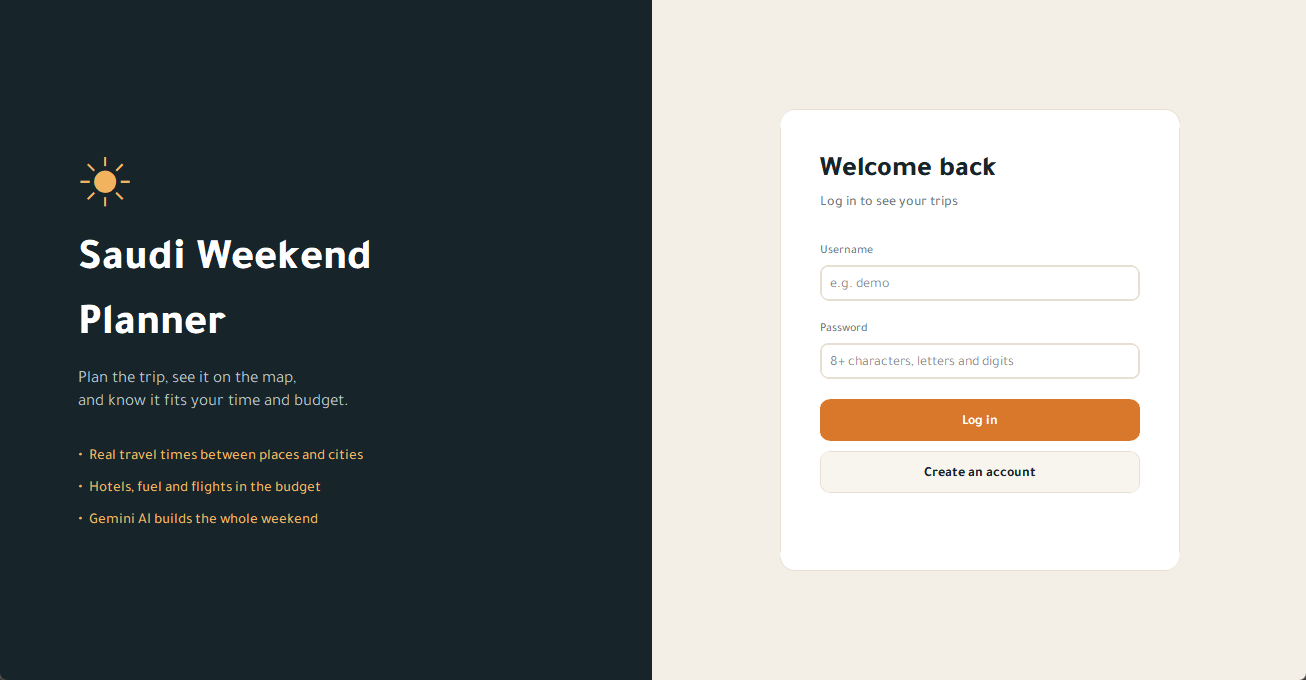 Saudi Weekend
Planner
Plan the trip, see it on the map,
and know it fits your time and budget.
• Real travel times between places and cities
• Hotels, fuel and flights in the budget
• Gemini AI builds the whole weekend
Welcome back
Log in to see your trips
Username
e.g. demo
Password
8+ characters, letters and digits
Log in
Create an account